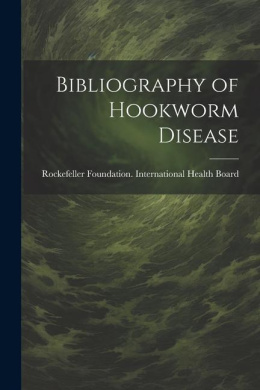 Bibliography of
Hookworm
Disease
Rockefeller Foundation. International Health Board